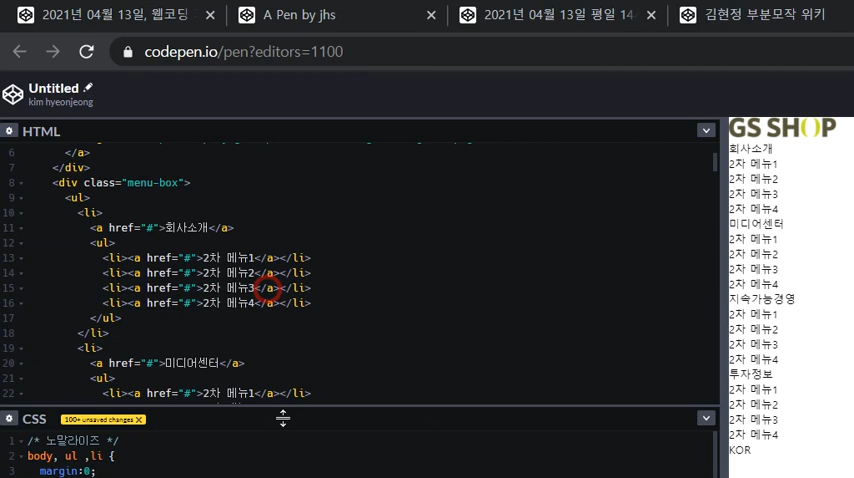 2021년 04월 13일, 웹코딩
A Pen by jhs
2021년 04월 13일 평일 14
김현정 부분모작 위키
codepen.io/pen?editors=1100
Untitled
kim hyeonjeong
HTML
6 </a>
7 </div>
8 <div class="menu-box">
9 <ul>
10 <li>
11 <a href="#">회사소개</a>
12 <ul>
13 <li><a href="#">2차 메뉴1</a></li>
14 <li><a href="#">2차 메뉴2</a></li>
15 <li><a href="#">2차 메뉴3</a></li>
16 <li><a href="#">2차 메뉴4</a></li>
17 </ul>
18 </li>
19 <li>
20 <a href="#">미디어센터</a>
21 <ul>
22 <li><a href="#">2차 메뉴1</a></li>
CSS 100+ unsaved changes X
1 /* 노말라이즈 */
2 body, ul ,li {
3 margin:0;
GS SHOP
회사소개
2차 메뉴1
2차 메뉴2
2차 메뉴3
2차 메뉴4
미디어센터
2차 메뉴1
2차 메뉴2
2차 메뉴3
2차 메뉴4
지속가능경영
2차 메뉴1
2차 메뉴2
2차 메뉴3
2차 메뉴4
투자정보
2차 메뉴1
2차 메뉴2
2차 메뉴3
2차 메뉴4
KOR